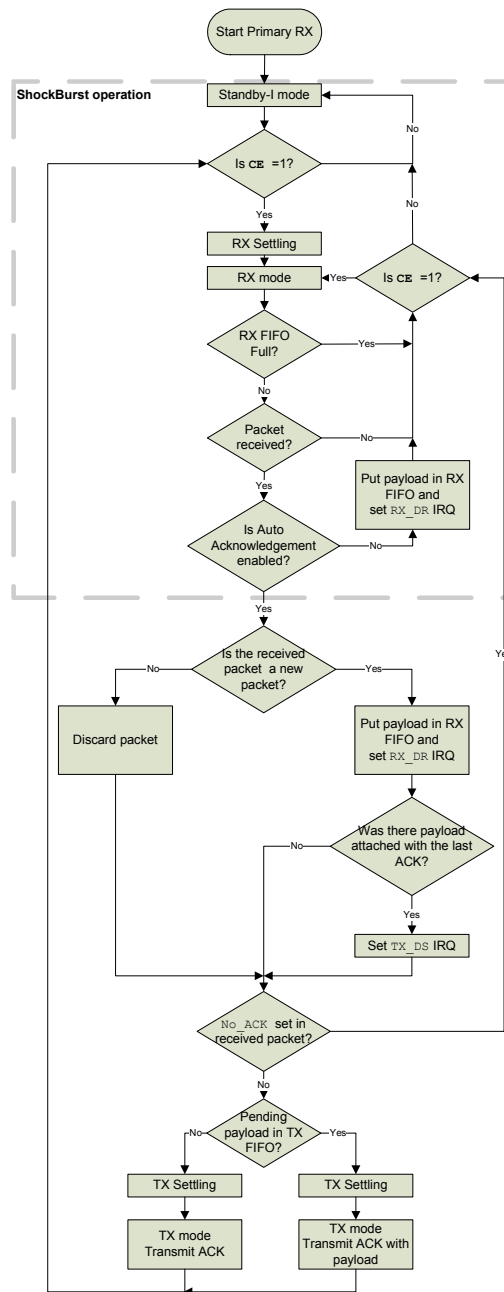 Start Primary RX
ShockBurst operation
Standby-I mode
No
Is CE =1?
Yes
No
RX Settling
RX mode
Yes
Is CE =1?
RX FIFO
Full?
Yes
No
Packet
received?
No
Put payload in RX
FIFO and
set RX_DR IRQ
Yes
Is Auto
Acknowledgement
enabled?
No
Yes
Is the received
packet a new
packet?
No
Yes
Ye
Discard packet
Put payload in RX
FIFO and
set RX_DR IRQ
Was there payload
attached with the last
ACK?
No
Yes
Set TX_DS IRQ
No_ACK set in
received packet?
No
Pending
payload in TX
FIFO?
No
Yes
TX Settling
TX Settling
TX mode
Transmit ACK
TX mode
Transmit ACK with
payload